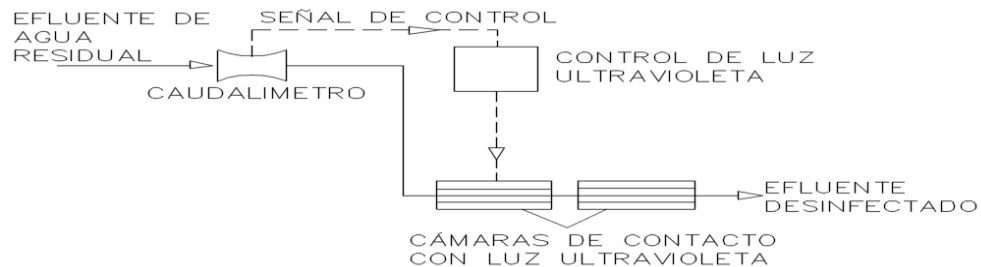 EFLUENTE DE
AGUA
RESIDUAL
SEÑAL DE CONTROL
CAUDALIMETRO
CONTROL DE LUZ
ULTRAVIOLETA
EFLUENTE
DESINFECTADO
CÁMARAS DE CONTACTO
CON LUZ ULTRAVIOLETA